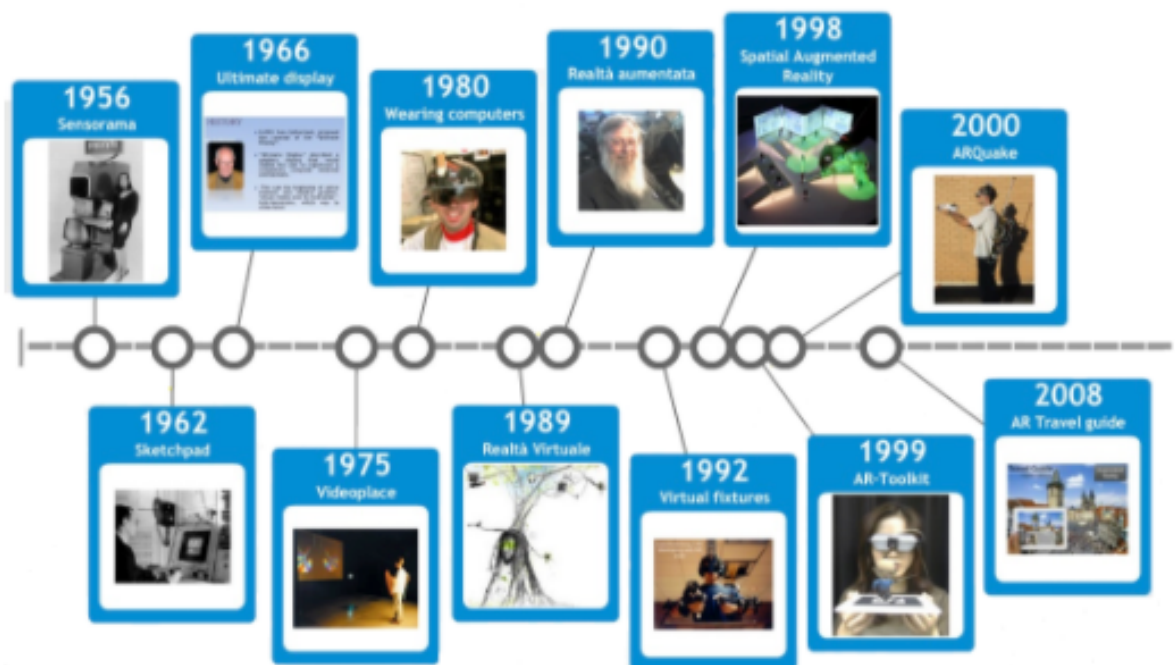 1956
Sensorama
1966
Ultimate display
HISTORY
1980
Wearing computers
1990
Realtà aumentata
1998
Spatial Augmented
Reality
2000
ARQuake
1962
Sketchpad
1975
Videoplace
1989
Realtà Virtuale
1992
Virtual fixtures
1999
AR-Toolkit
2008
AR Travel guide